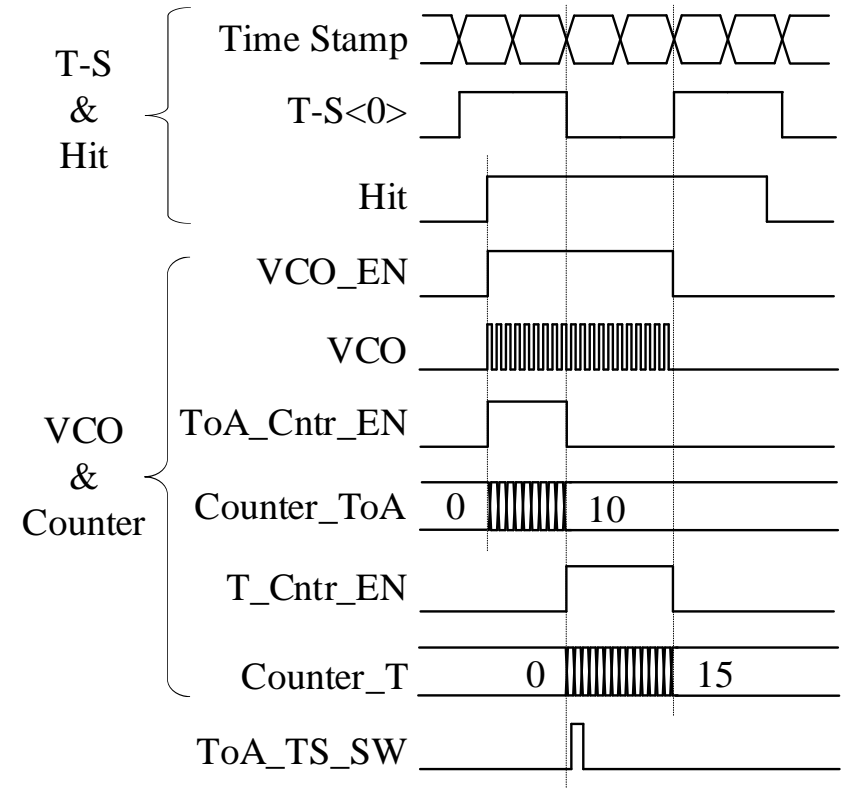 Time Stamp
T-S
&
Hit
T-S<0>
Hit
VCO_EN
VCO
ToA_Cntr_EN
VCO
&
Counter
Counter_ToA
0
10
T_Cntr_EN
Counter_T
0
15
ToA_TS_SW